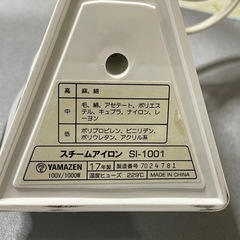 高 麻、綿
中 毛、絹、アセテート、ポリエス
テル、キュプラ、ナイロン、レ
ーヨン
低 ポリプロピレン、ビニリデン、
ポリウレタン、アクリル系
スチームアイロン SI-1001
YAMAZEN 17年製 製造番号 7024781
100V/1000W 温度ヒューズ 229℃ MADE IN CHINA